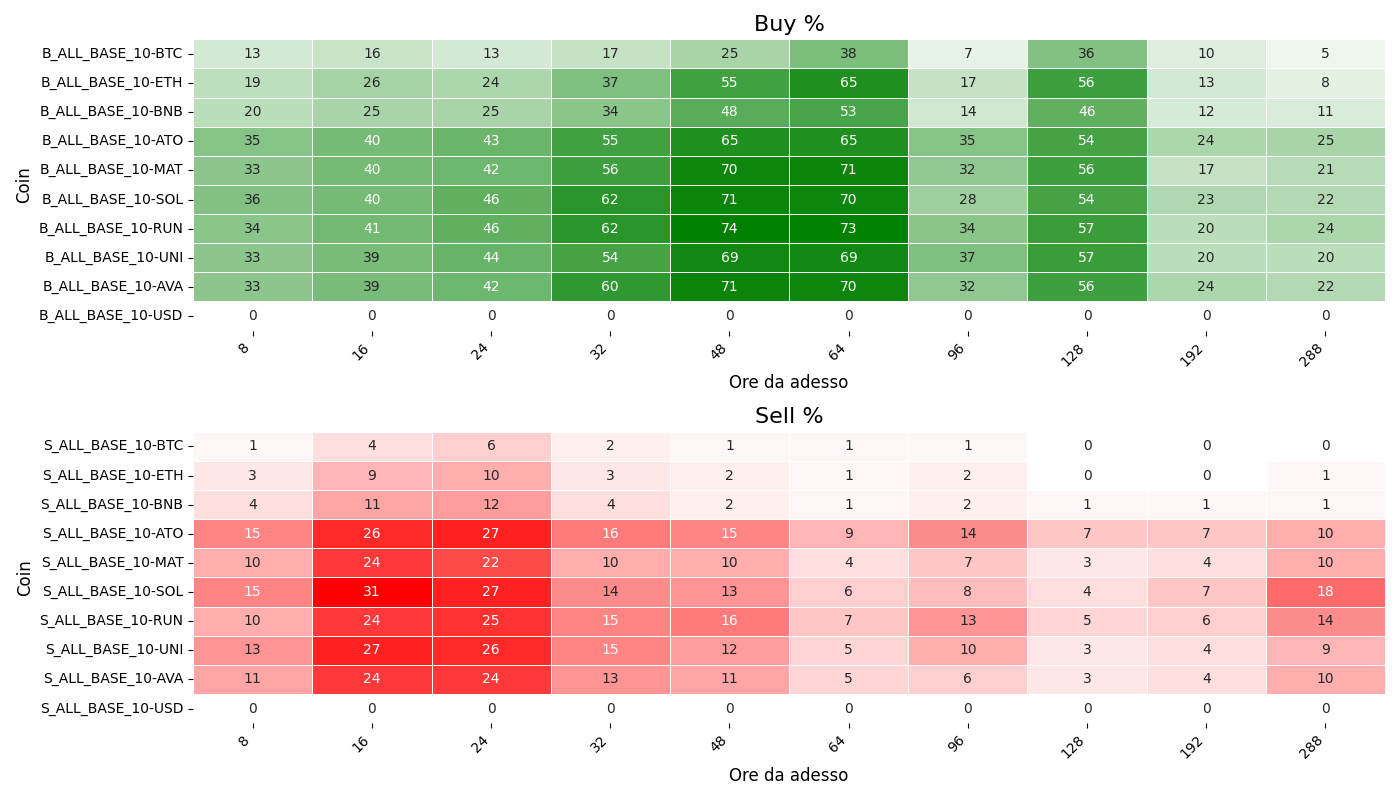 Buy %
Coin
B_ALL_BASE_10-BTC 13 16 13 17 25 38 7 36 10 5
B_ALL_BASE_10-ETH 19 26 24 37 55 65 17 56 13 8
B_ALL_BASE_10-BNB 20 25 25 34 48 53 14 46 12 11
B_ALL_BASE_10-ATO 35 40 43 55 65 65 35 54 24 25
B_ALL_BASE_10-MAT 33 40 42 56 70 71 32 56 17 21
B_ALL_BASE_10-SOL 36 40 46 62 71 70 28 54 23 22
B_ALL_BASE_10-RUN 34 41 46 62 74 73 34 57 20 24
B_ALL_BASE_10-UNI 33 39 44 54 69 69 37 57 20 20
B_ALL_BASE_10-AVA 33 39 42 60 71 70 32 56 24 22
B_ALL_BASE_10-USD 0 0 0 0 0 0 0 0 0 0
8 16 24 32 48 64 96 128 192 288
Ore da adesso
Sell %
Coin
S_ALL_BASE_10-BTC 1 4 6 2 1 1 1 0 0 0
S_ALL_BASE_10-ETH 3 9 10 3 2 1 2 0 0 1
S_ALL_BASE_10-BNB 4 11 12 4 2 1 2 1 1 1
S_ALL_BASE_10-ATO 15 26 27 16 15 9 14 7 7 10
S_ALL_BASE_10-MAT 10 24 22 10 10 4 7 3 4 10
S_ALL_BASE_10-SOL 15 31 27 14 13 6 8 4 7 18
S_ALL_BASE_10-RUN 10 24 25 15 16 7 13 5 6 14
S_ALL_BASE_10-UNI 13 27 26 15 12 5 10 3 4 9
S_ALL_BASE_10-AVA 11 24 24 13 11 5 6 3 4 10
S_ALL_BASE_10-USD 0 0 0 0 0 0 0 0 0 0
8 16 24 32 48 64 96 128 192 288
Ore da adesso